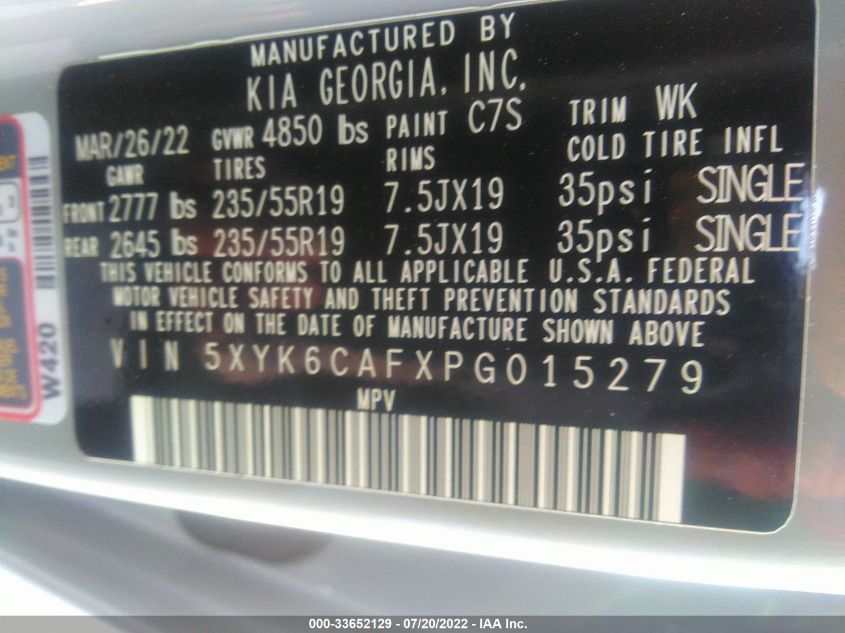 MANUFACTURED BY
KIA GEORGIA, INC.
MAR/26/22 GVWR 4850 lbs PAINT C7S TRIM WK
GAWR TIRES RIMS COLD TIRE INFL
FRONT 2777 lbs 235/55R19 7.5JX19 35psi SINGLE
REAR 2645 lbs 235/55R19 7.5JX19 35psi SINGLE
THIS VEHICLE CONFORMS TO ALL APPLICABLE U.S.A. FEDERAL
MOTOR VEHICLE SAFETY AND THEFT PREVENTION STANDARDS
IN EFFECT ON THE DATE OF MANUFACTURE SHOWN ABOVE
VIN 5XYK6CAFXPG015279
MPV
W420
000-33652129 - 07/20/2022 - IAA Inc.